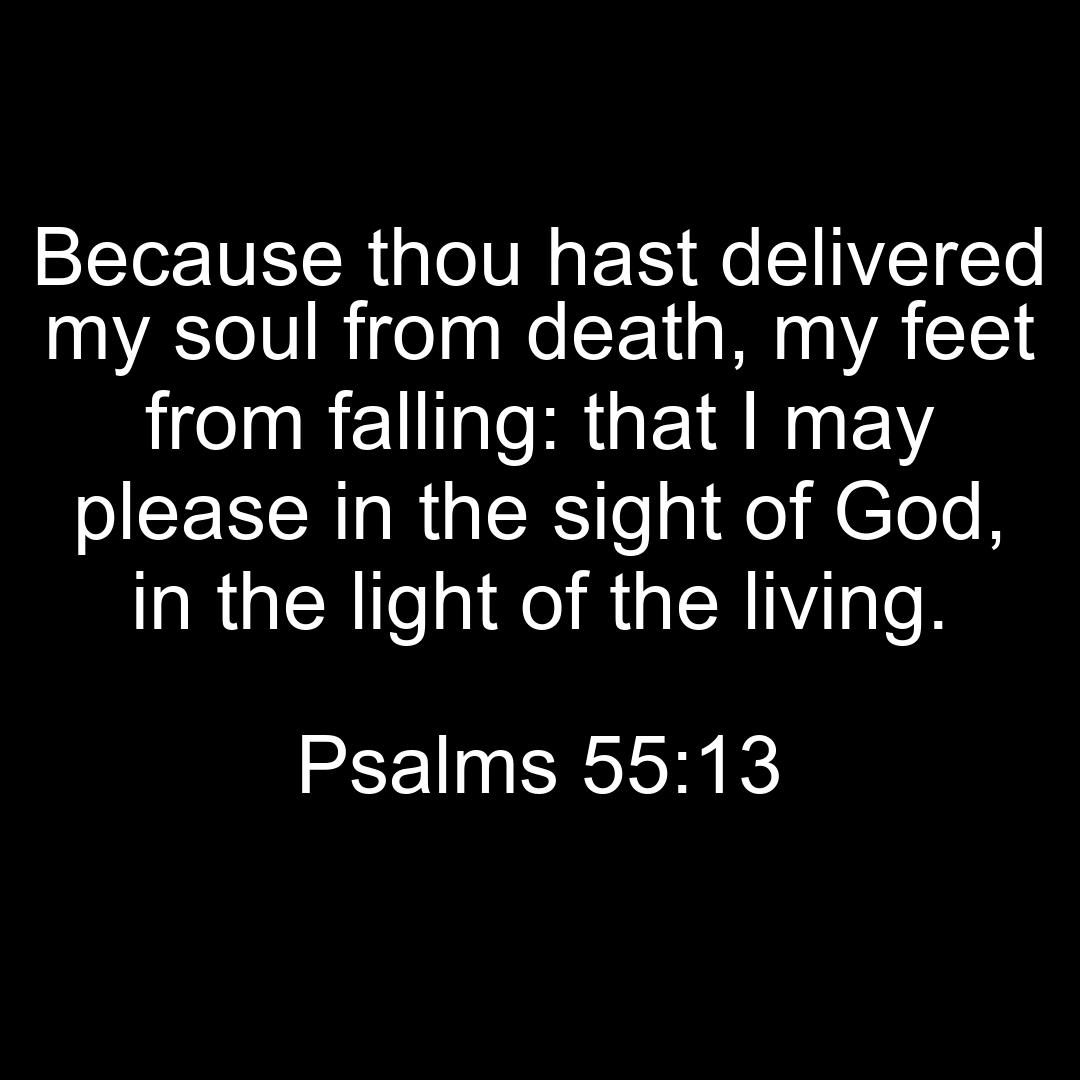 Because thou hast delivered
my soul from death, my feet
from falling: that I may
please in the sight of God,
in the light of the living.
Psalms 55:13